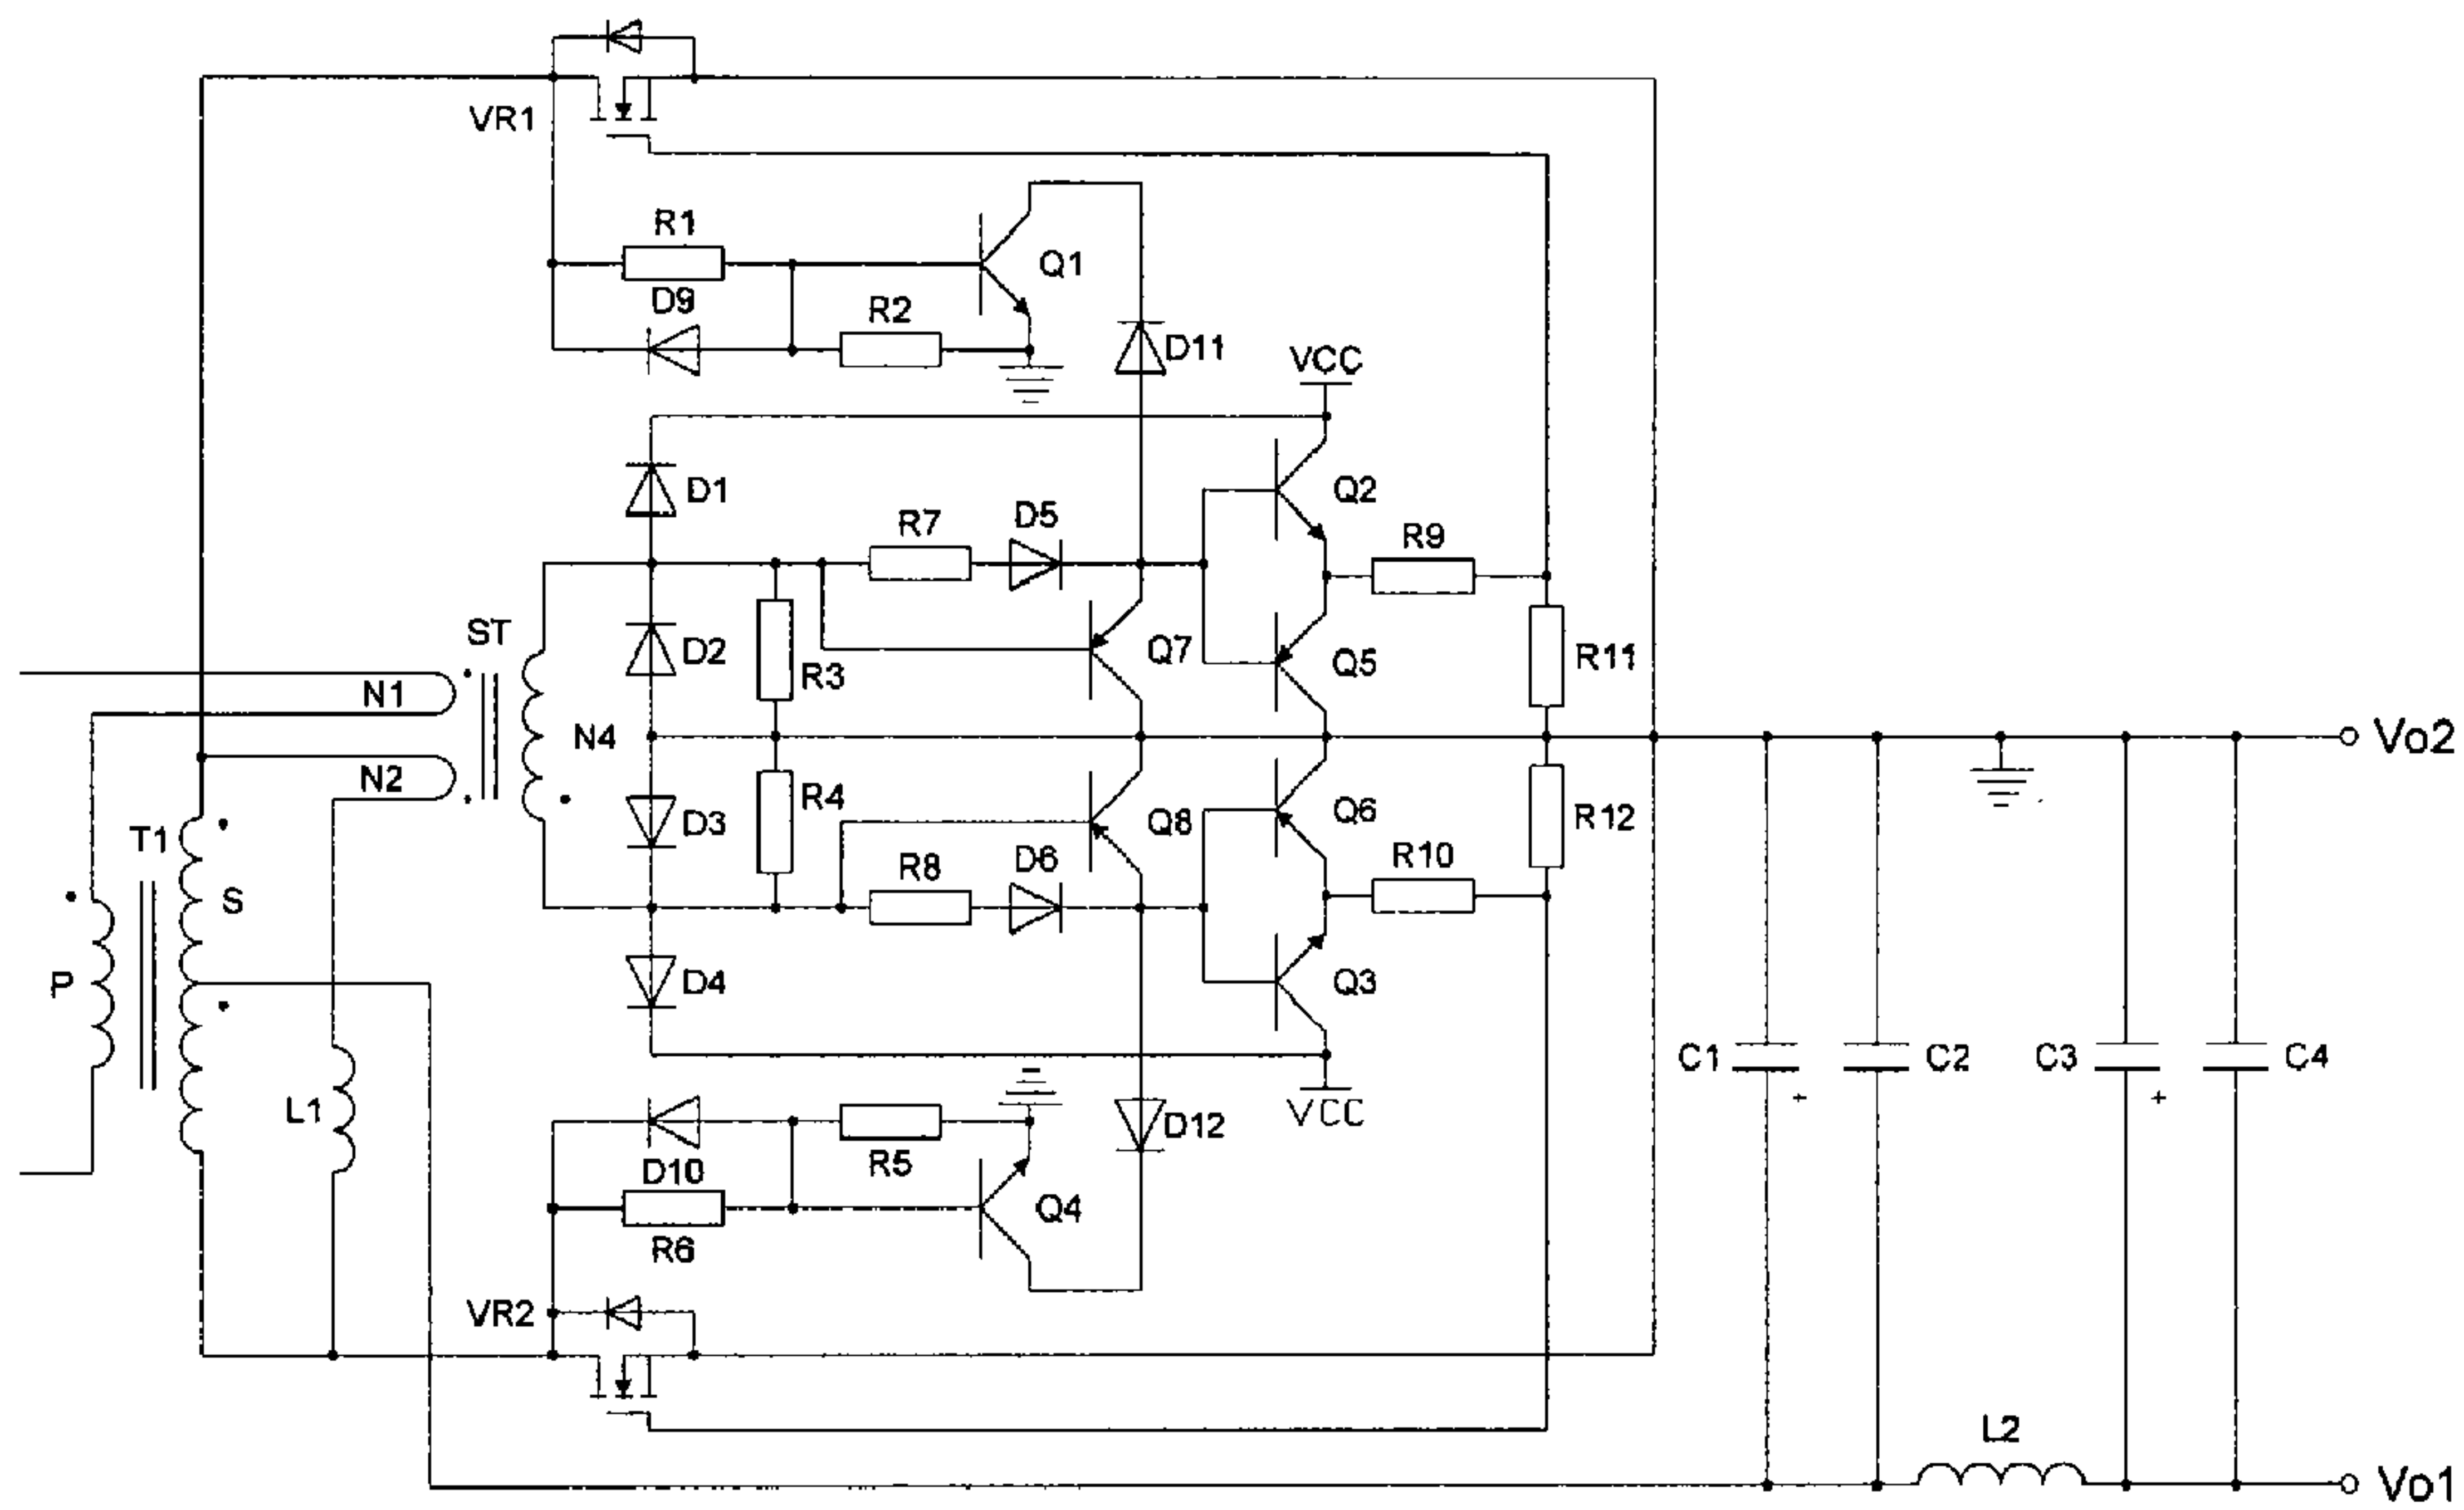 VR1
R1
Q1
D9
R2
D11
VCC
D1
Q2
R7
D5
R9
ST
D2
Q7
Q5
R11
R3
N1
N4
Vo2
N2
R4
D3
Q8
Q6
R12
T1
R8
D6
R10
S
P
D4
Q3
C1
C2
C3
C4
+
+
L1
VCC
D12
D10
R5
Q4
R6
VR2
L2
Vo1